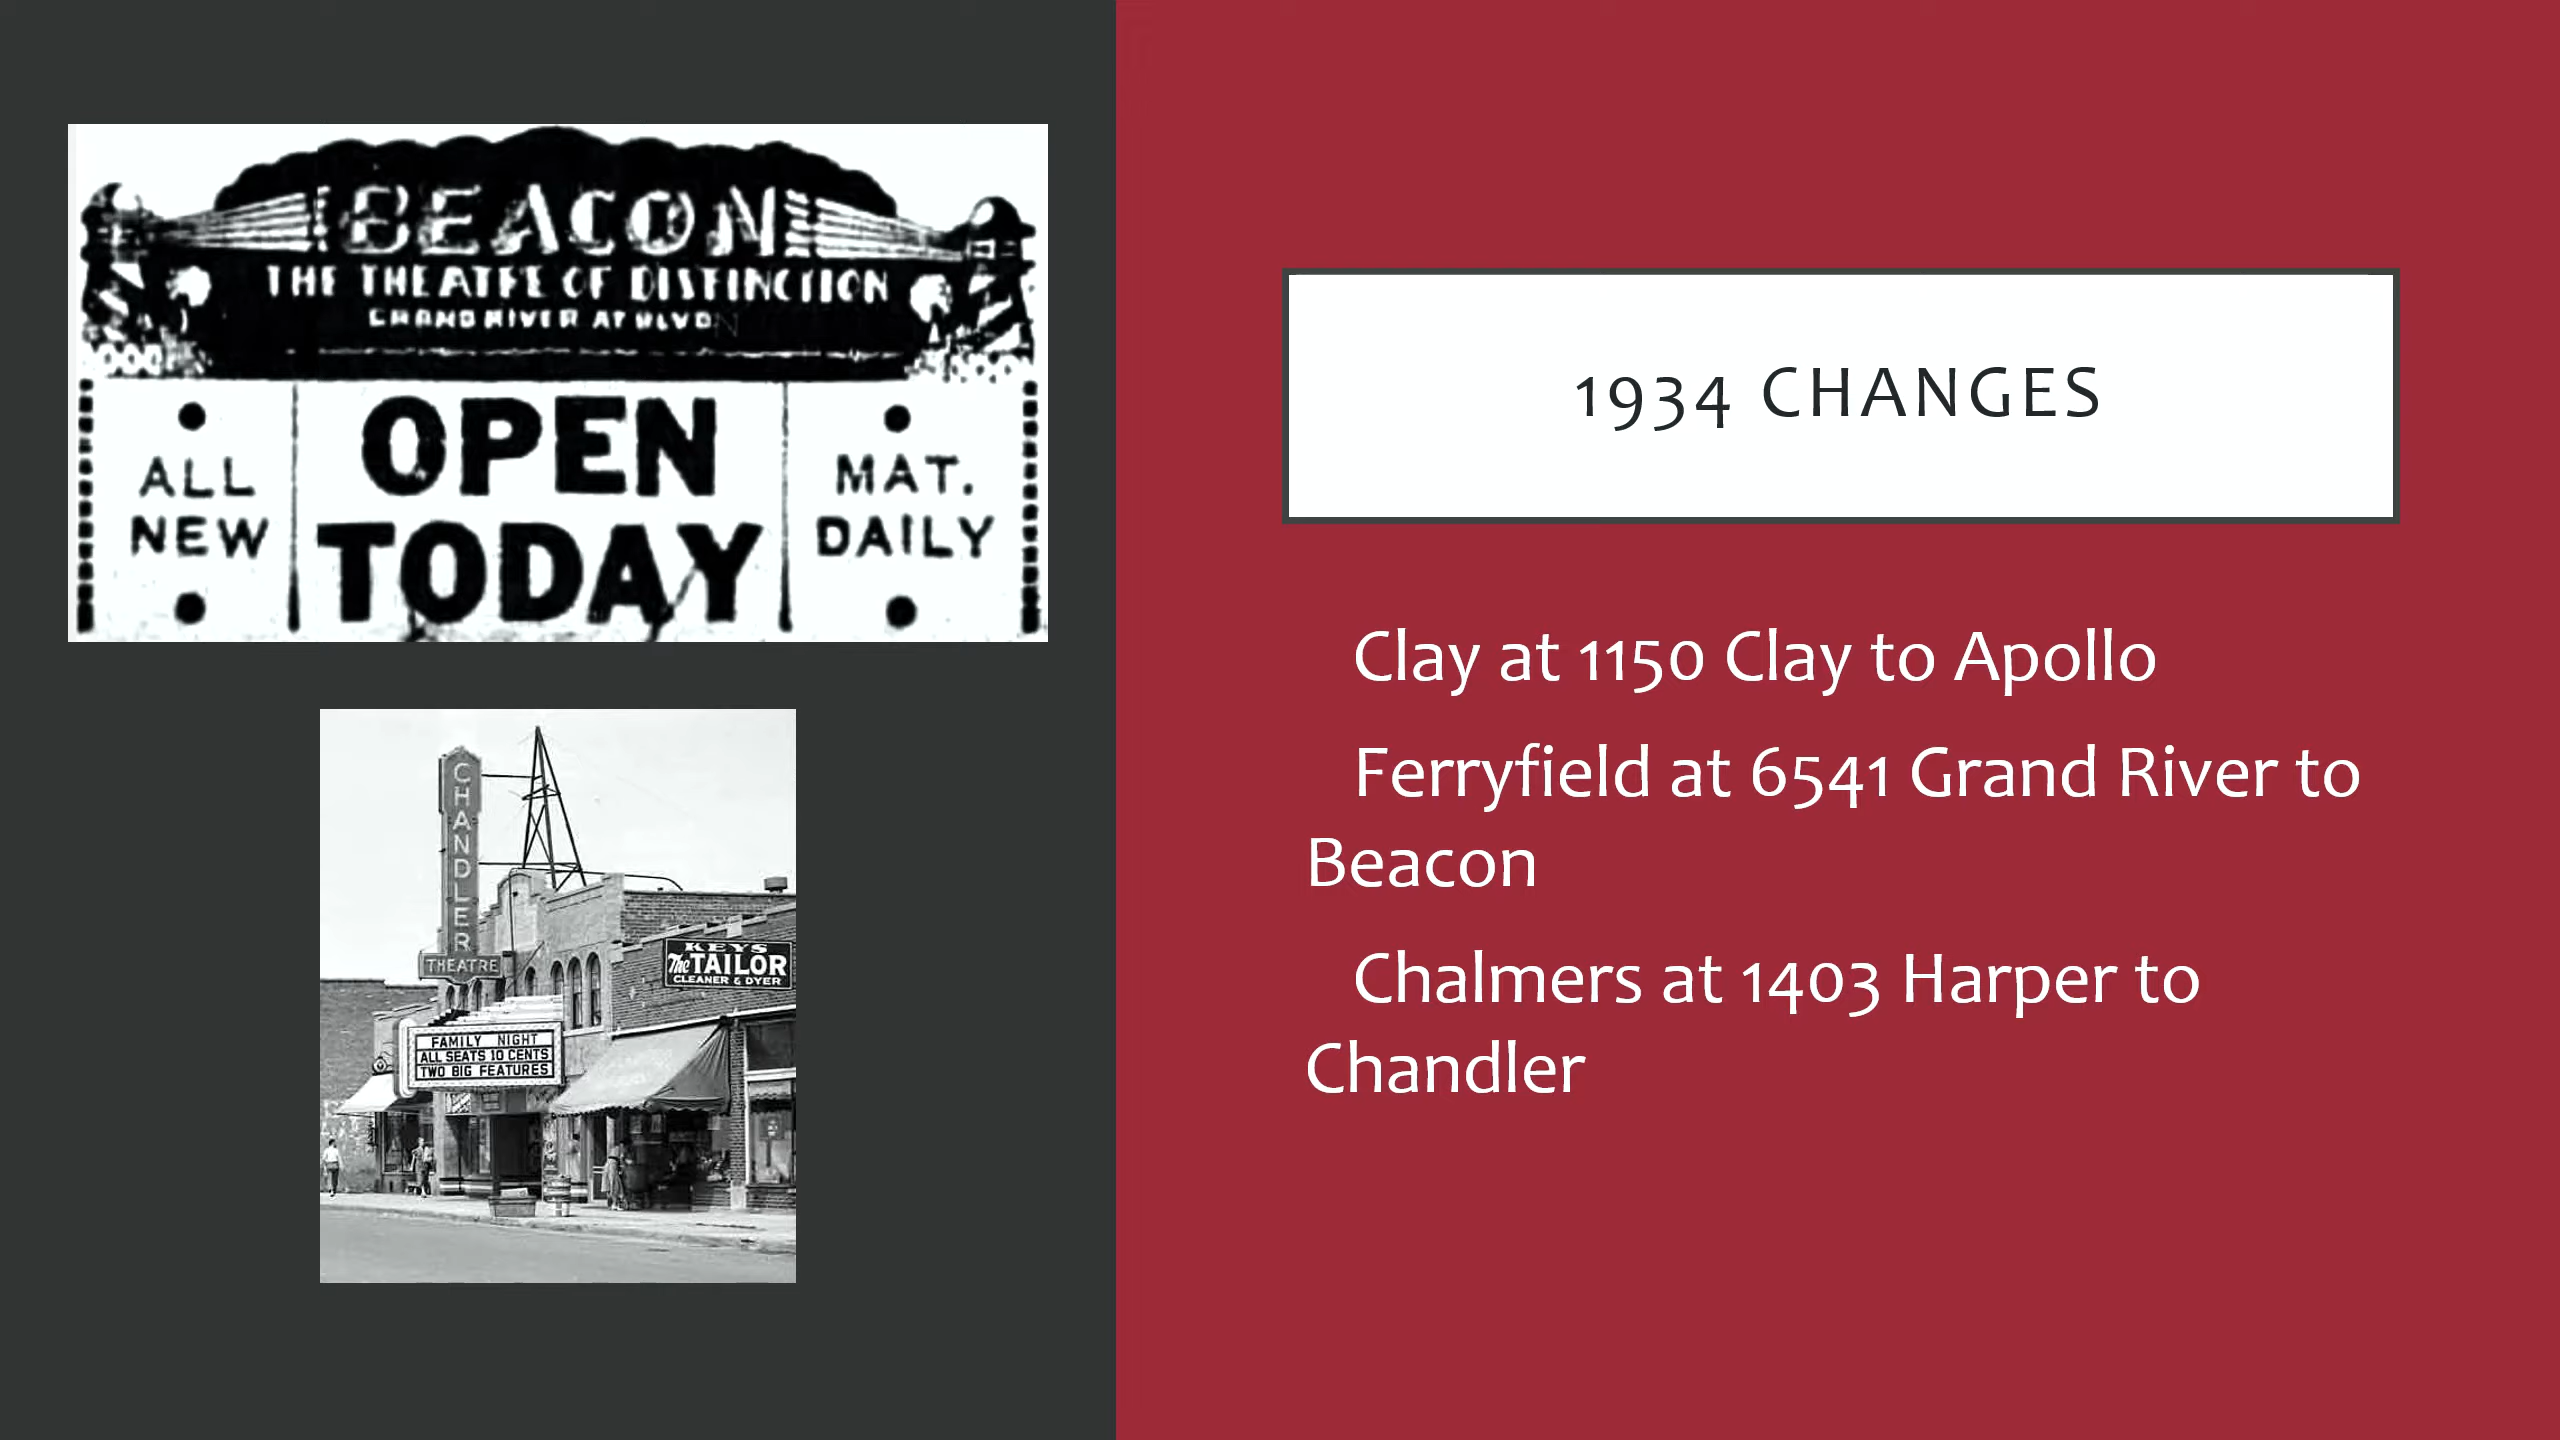 BEACON
THE THEATRE OF DISTINCTION
GRAND RIVER AT BLVD
ALL
NEW
OPEN
TODAY
MAT.
DAILY
CHANDLER
THEATRE
KEYS
The TAILOR
CLEANER & DYER
FAMILY NIGHT
ALL SEATS 10 CENTS
TWO BIG FEATURES
1934 CHANGES
Clay at 1150 Clay to Apollo
Ferryfield at 6541 Grand River to
Beacon
Chalmers at 1403 Harper to
Chandler